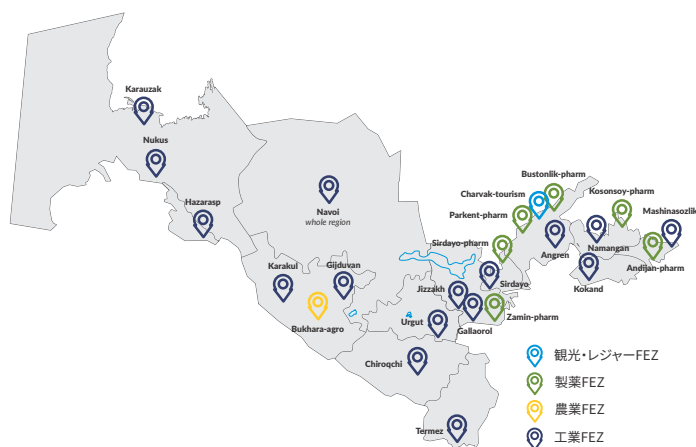 Karauzak
Nukus
Hazarasp
Navoi
whole region
Karakul
Gijduvan
Bukhara-agro
Bustonlik-pharm
Charvak-tourism
Kosonsoy-pharm
Parkent-pharm
Mashinasozlik
Sirdayo-pharm
Angren
Namangan
Andijan-pharm
Kokand
Sirdayo
Jizzakh
Zamin-pharm
Gallaorol
Urgut
Chiroqchi
Termez
観光・レジャーFEZ
製薬FEZ
農業FEZ
工業FEZ